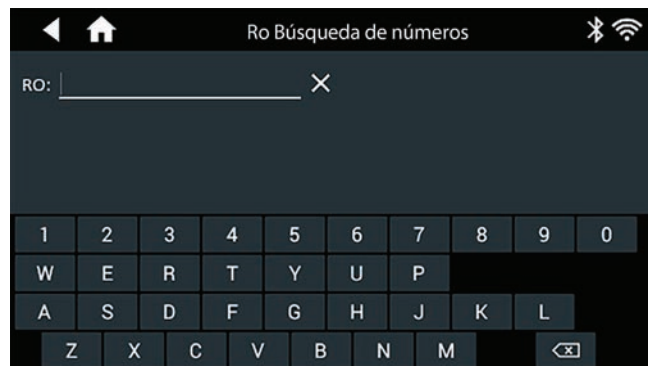 Ro Búsqueda de números
RO:
1 2 3 4 5 6 7 8 9 0
W E R T Y U P
A S D F G H J K L
Z X C V B N M